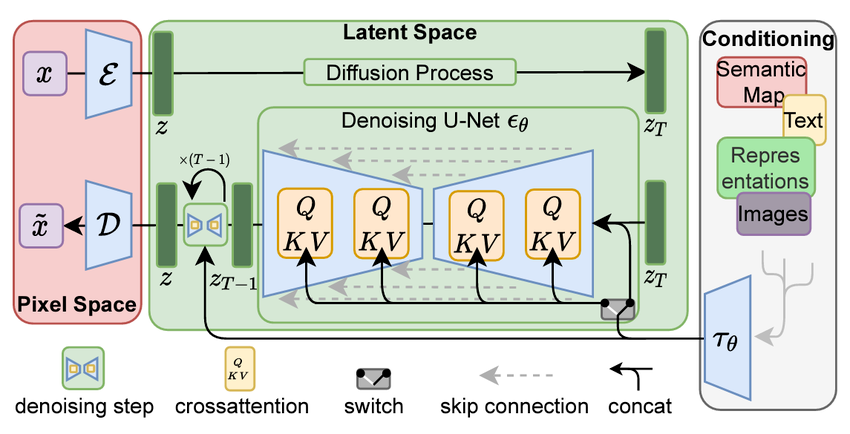 Latent Space
Conditioning
x
ℰ
Diffusion Process
Semantic
Map
z
z_T
Text
Denoising U-Net ϵ_θ
Repres
entations
×(T−1)
Images
x̃
𝒟
Q
KV
Q
KV
Q
KV
Q
KV
z
z_{T−1}
z_T
Pixel Space
τ_θ
Q
KV
denoising step
crossattention
switch
skip connection
concat